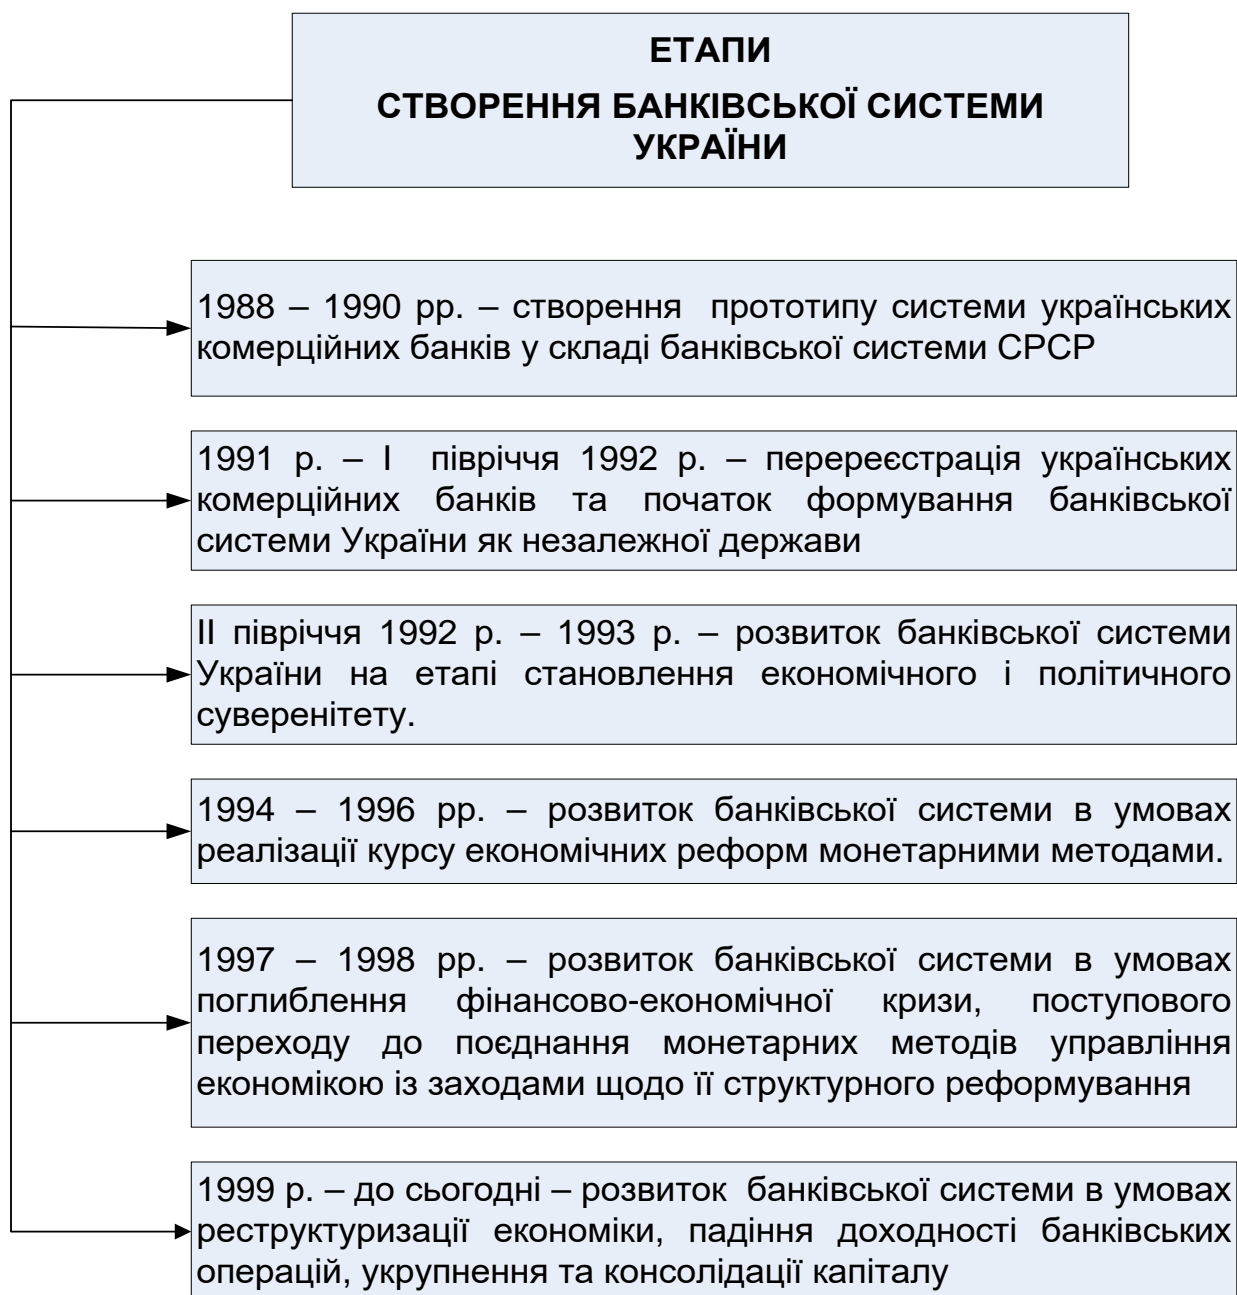 ЕТАПИ
СТВОРЕННЯ БАНКІВСЬКОЇ СИСТЕМИ
УКРАЇНИ
1988 – 1990 рр. – створення прототипу системи українських
комерційних банків у складі банківської системи СРСР
1991 р. – І півріччя 1992 р. – перереєстрація українських
комерційних банків та початок формування банківської
системи України як незалежної держави
ІІ півріччя 1992 р. – 1993 р. – розвиток банківської системи
України на етапі становлення економічного і політичного
суверенітету.
1994 – 1996 рр. – розвиток банківської системи в умовах
реалізації курсу економічних реформ монетарними методами.
1997 – 1998 рр. – розвиток банківської системи в умовах
поглиблення фінансово-економічної кризи, поступового
переходу до поєднання монетарних методів управління
економікою із заходами щодо її структурного реформування
1999 р. – до сьогодні – розвиток банківської системи в умовах
реструктуризації економіки, падіння доходності банківських
операцій, укрупнення та консолідації капіталу